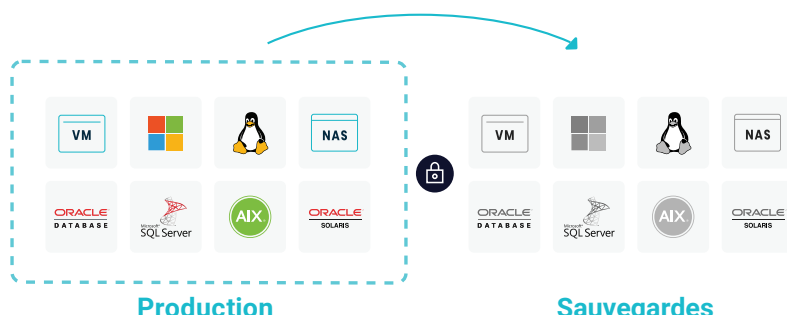 VM
NAS
VM
NAS
ORACLE
DATABASE
Microsoft
SQL Server
AIX
ORACLE
SOLARIS
ORACLE
DATABASE
Microsoft
SQL Server
AIX
ORACLE
SOLARIS
Production
Sauvegardes